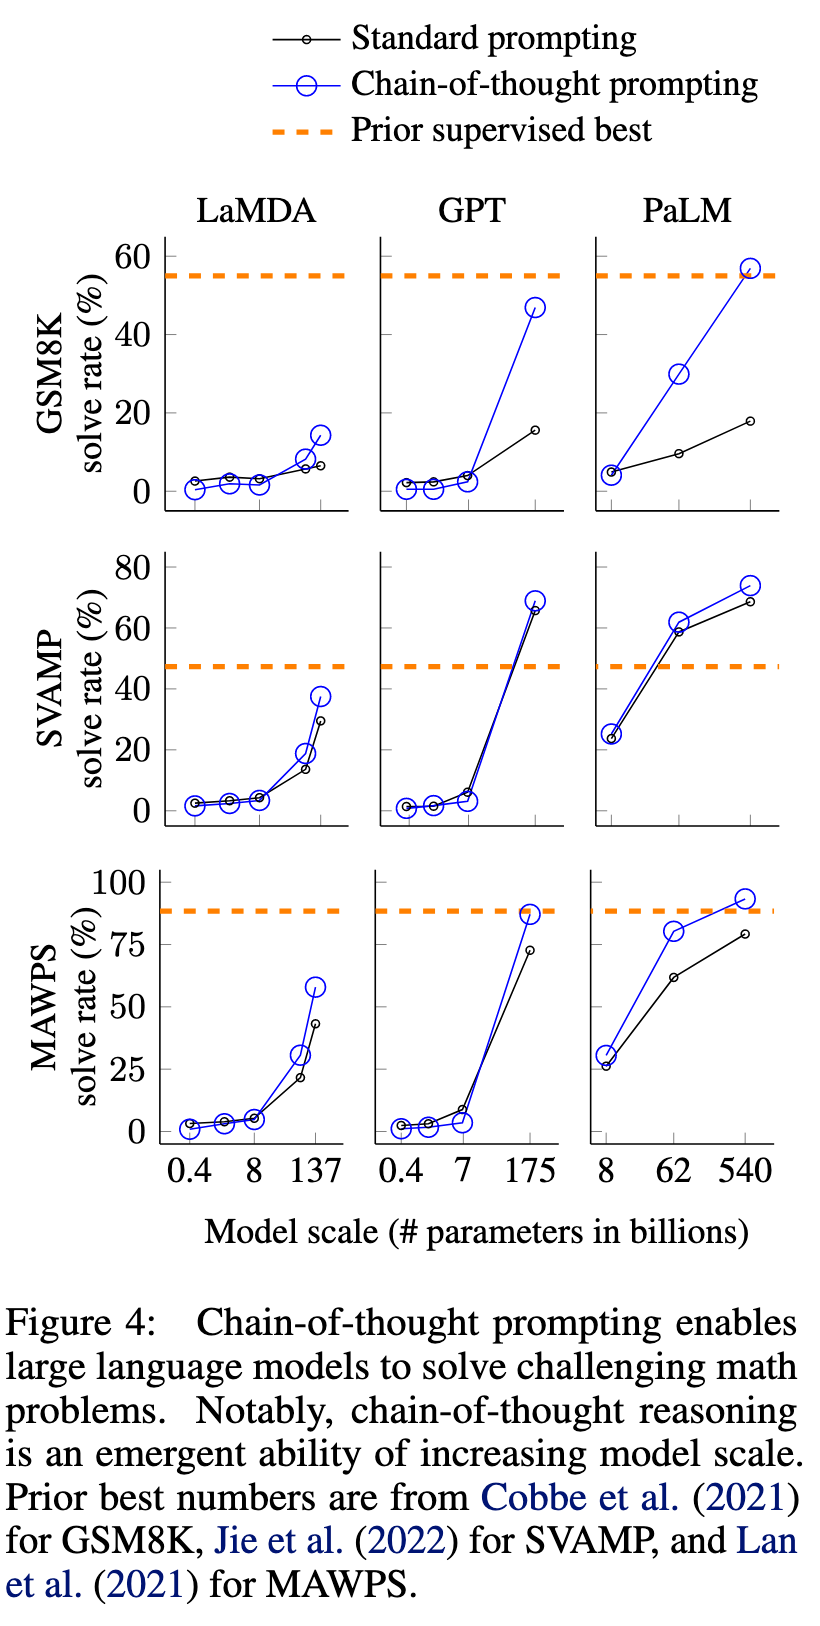 Standard prompting
Chain-of-thought prompting
Prior supervised best
LaMDA GPT PaLM
GSM8K
solve rate (%)
60
40
20
0
SVAMP
solve rate (%)
80
60
40
20
0
MAWPS
solve rate (%)
100
75
50
25
0
0.4 8 137 0.4 7 175 8 62 540
Model scale (# parameters in billions)
Figure 4: Chain-of-thought prompting enables
large language models to solve challenging math
problems. Notably, chain-of-thought reasoning
is an emergent ability of increasing model scale.
Prior best numbers are from Cobbe et al. (2021)
for GSM8K, Jie et al. (2022) for SVAMP, and Lan
et al. (2021) for MAWPS.